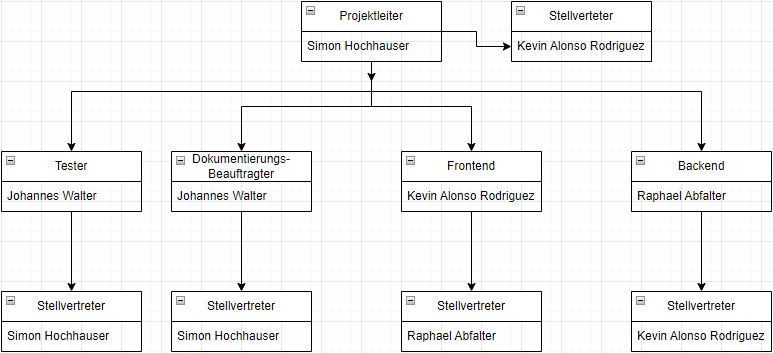 Projektleiter
Simon Hochhauser
Stellverteter
Kevin Alonso Rodriguez
Tester
Johannes Walter
Dokumentierungs-
Beauftragter
Johannes Walter
Frontend
Kevin Alonso Rodriguez
Backend
Raphael Abfalter
Stellvertreter
Simon Hochhauser
Stellvertreter
Simon Hochhauser
Stellvertreter
Raphael Abfalter
Stellvertreter
Kevin Alonso Rodriguez